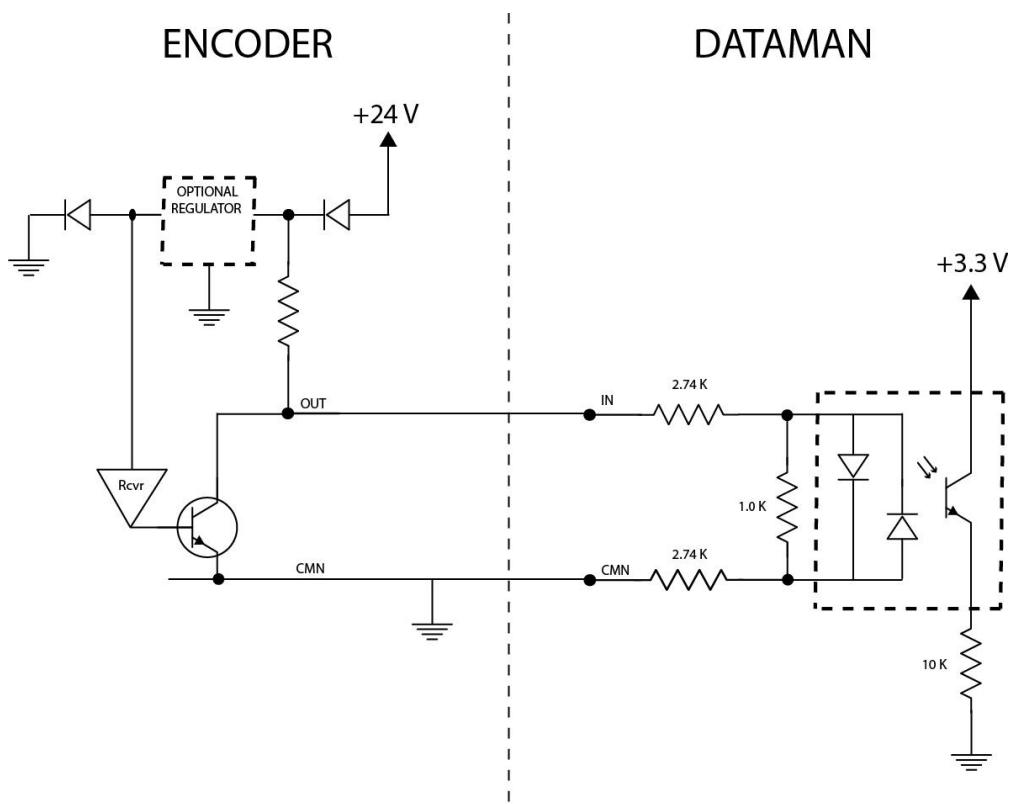 ENCODER
DATAMAN
+24 V
OPTIONAL
REGULATOR
+3.3 V
2.74 K
OUT
IN
Rcvr
1.0 K
2.74 K
CMN
CMN
10 K